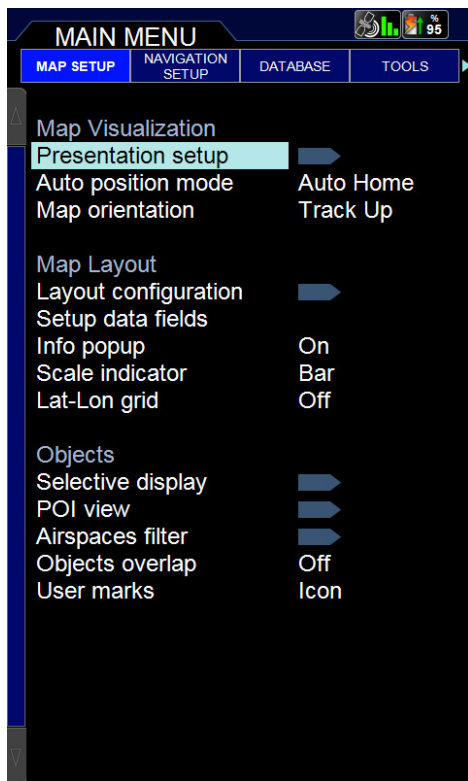 MAIN MENU
% 95
MAP SETUP NAVIGATION SETUP DATABASE TOOLS
Map Visualization
Presentation setup
Auto position mode Auto Home
Map orientation Track Up
Map Layout
Layout configuration
Setup data fields
Info popup On
Scale indicator Bar
Lat-Lon grid Off
Objects
Selective display
POI view
Airspaces filter
Objects overlap Off
User marks Icon